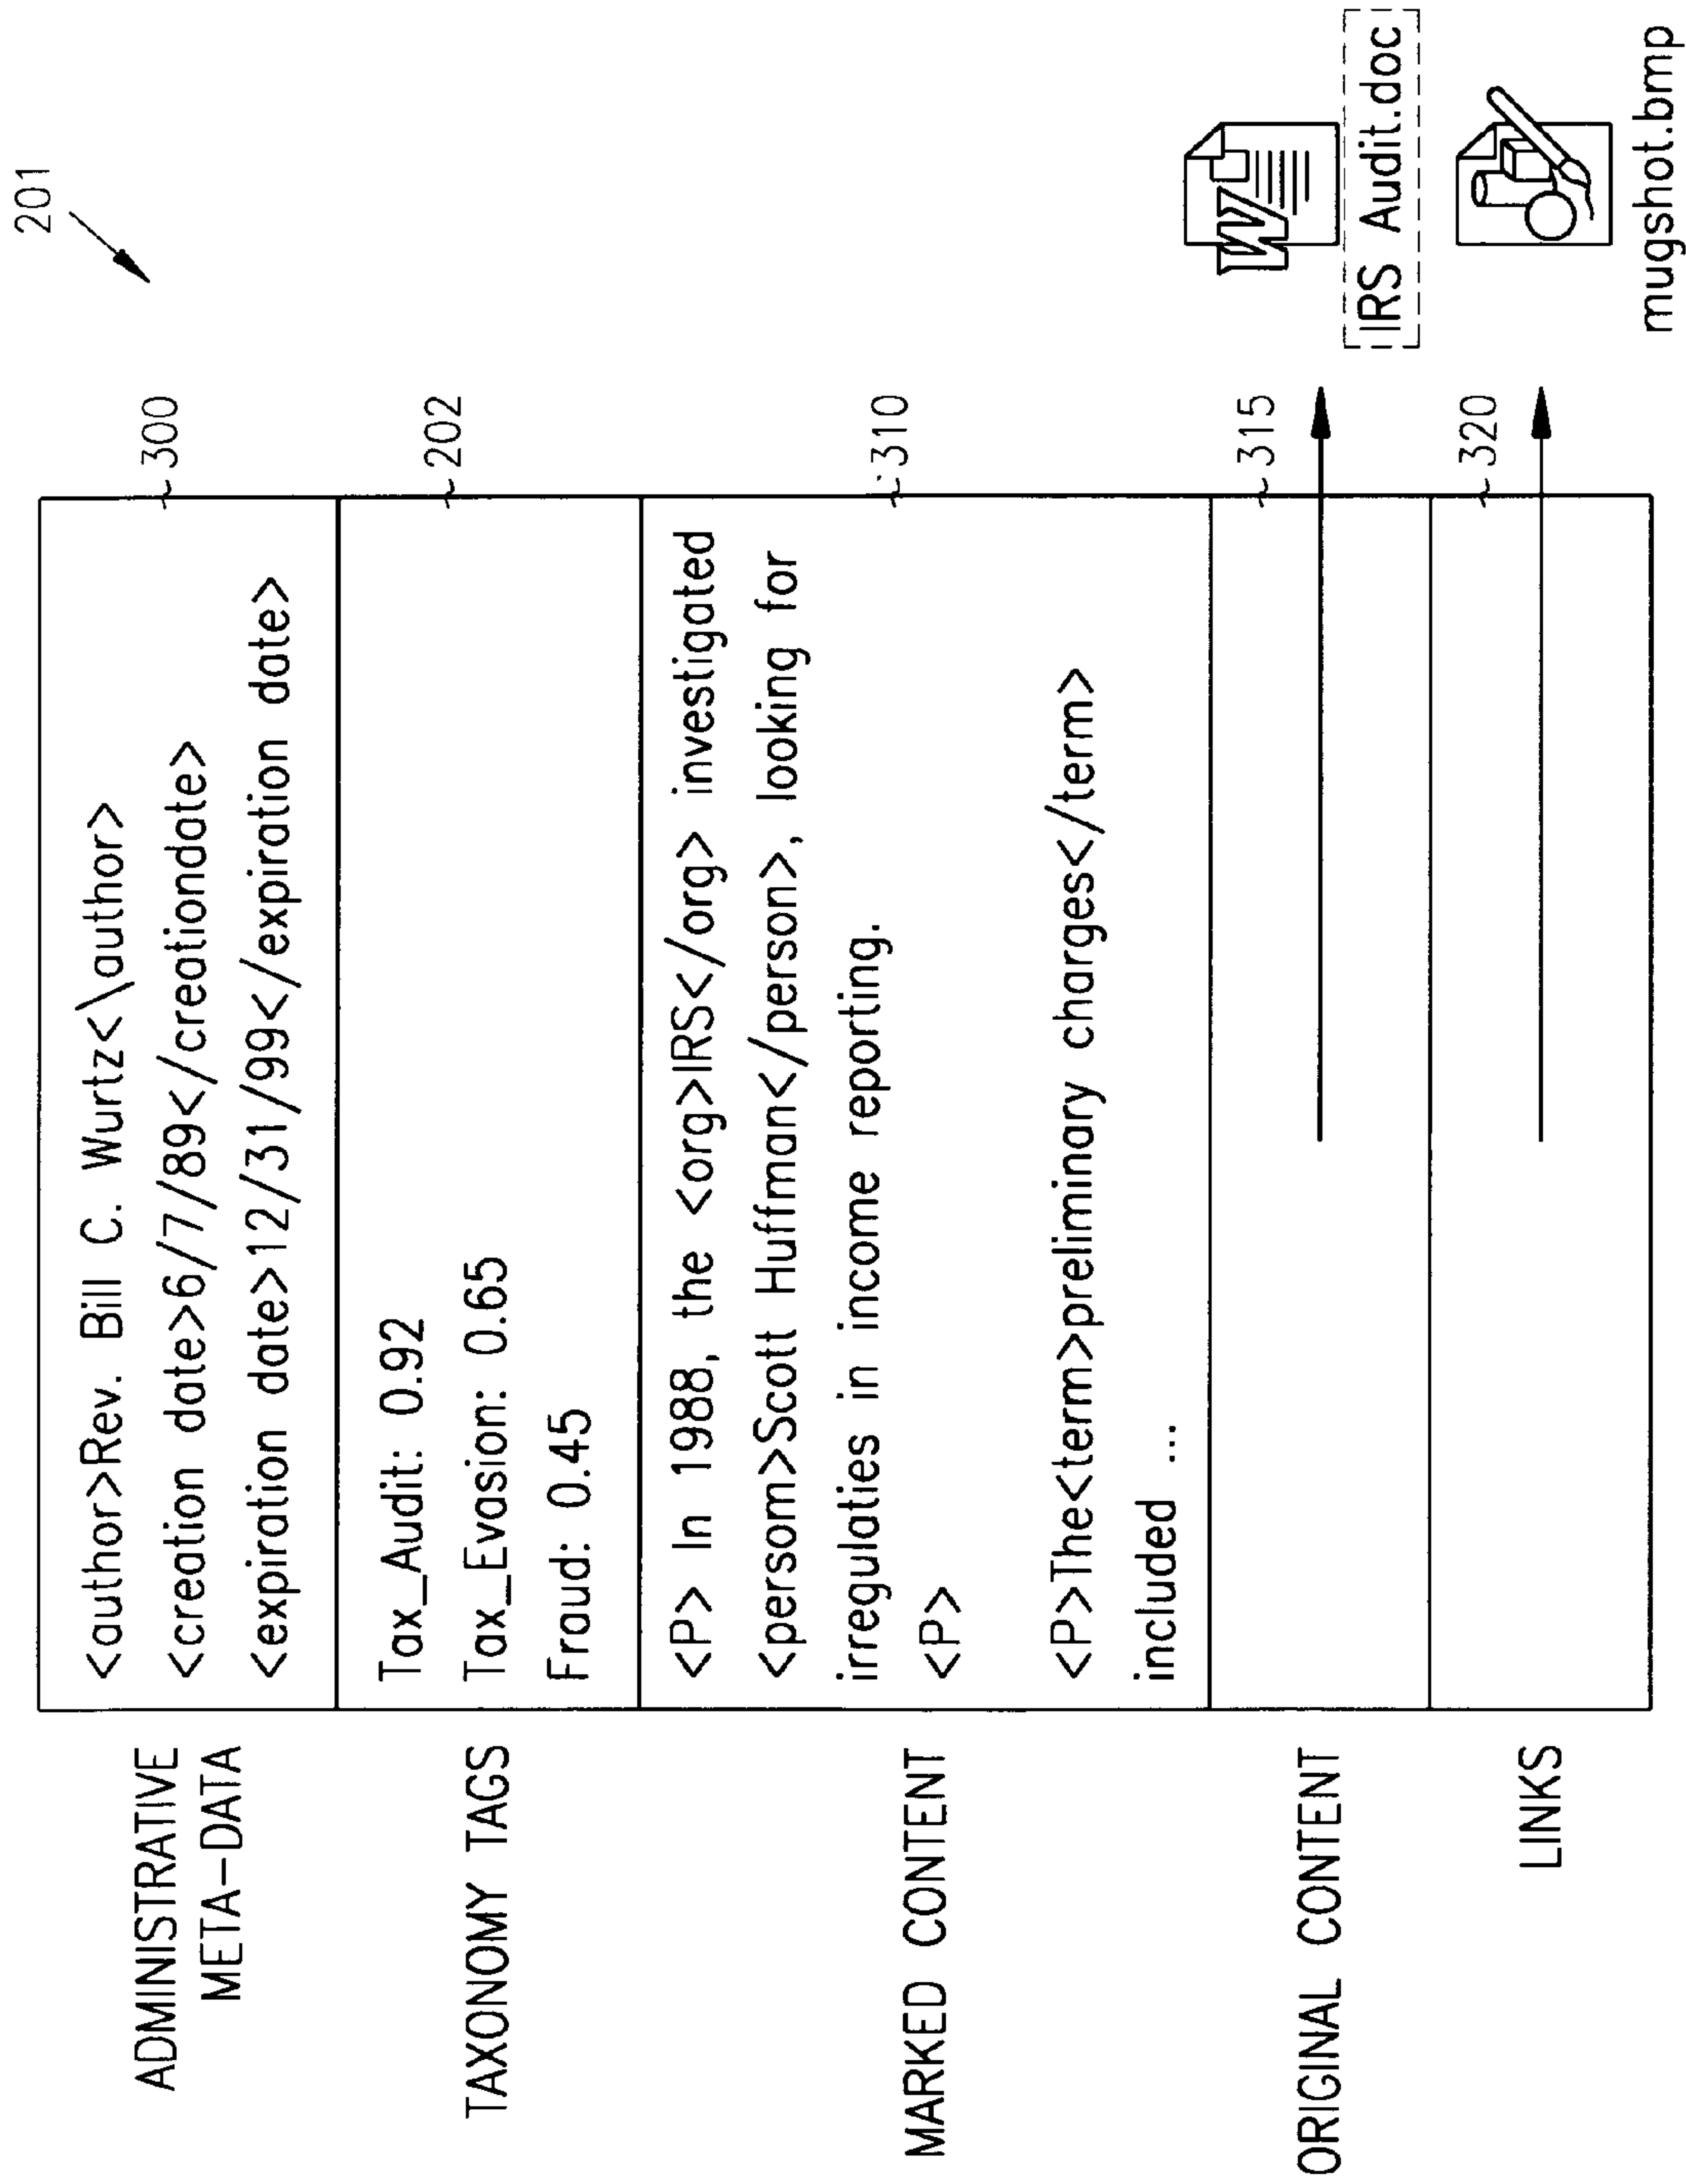 201
ADMINISTRATIVE
META-DATA
<author>Rev. Bill C. Wurtz<\author>
<creation date>6/7/89</creationdate>
<expiration date>12/31/99</expiration date>
300
TAXONOMY TAGS
Tax_Audit: 0.92
Tax_Evasion: 0.65
Fraud: 0.45
202
MARKED CONTENT
<P> In 1988, the <org>IRS</org> investigated
<persom>Scott Huffman</person>, looking for
irregulaties in income reporting.
<P>
<P>The<term>preliminary charges</term>
included ...
310
ORIGINAL CONTENT
315
W
IRS Audit.doc
LINKS
320
mugshot.bmp